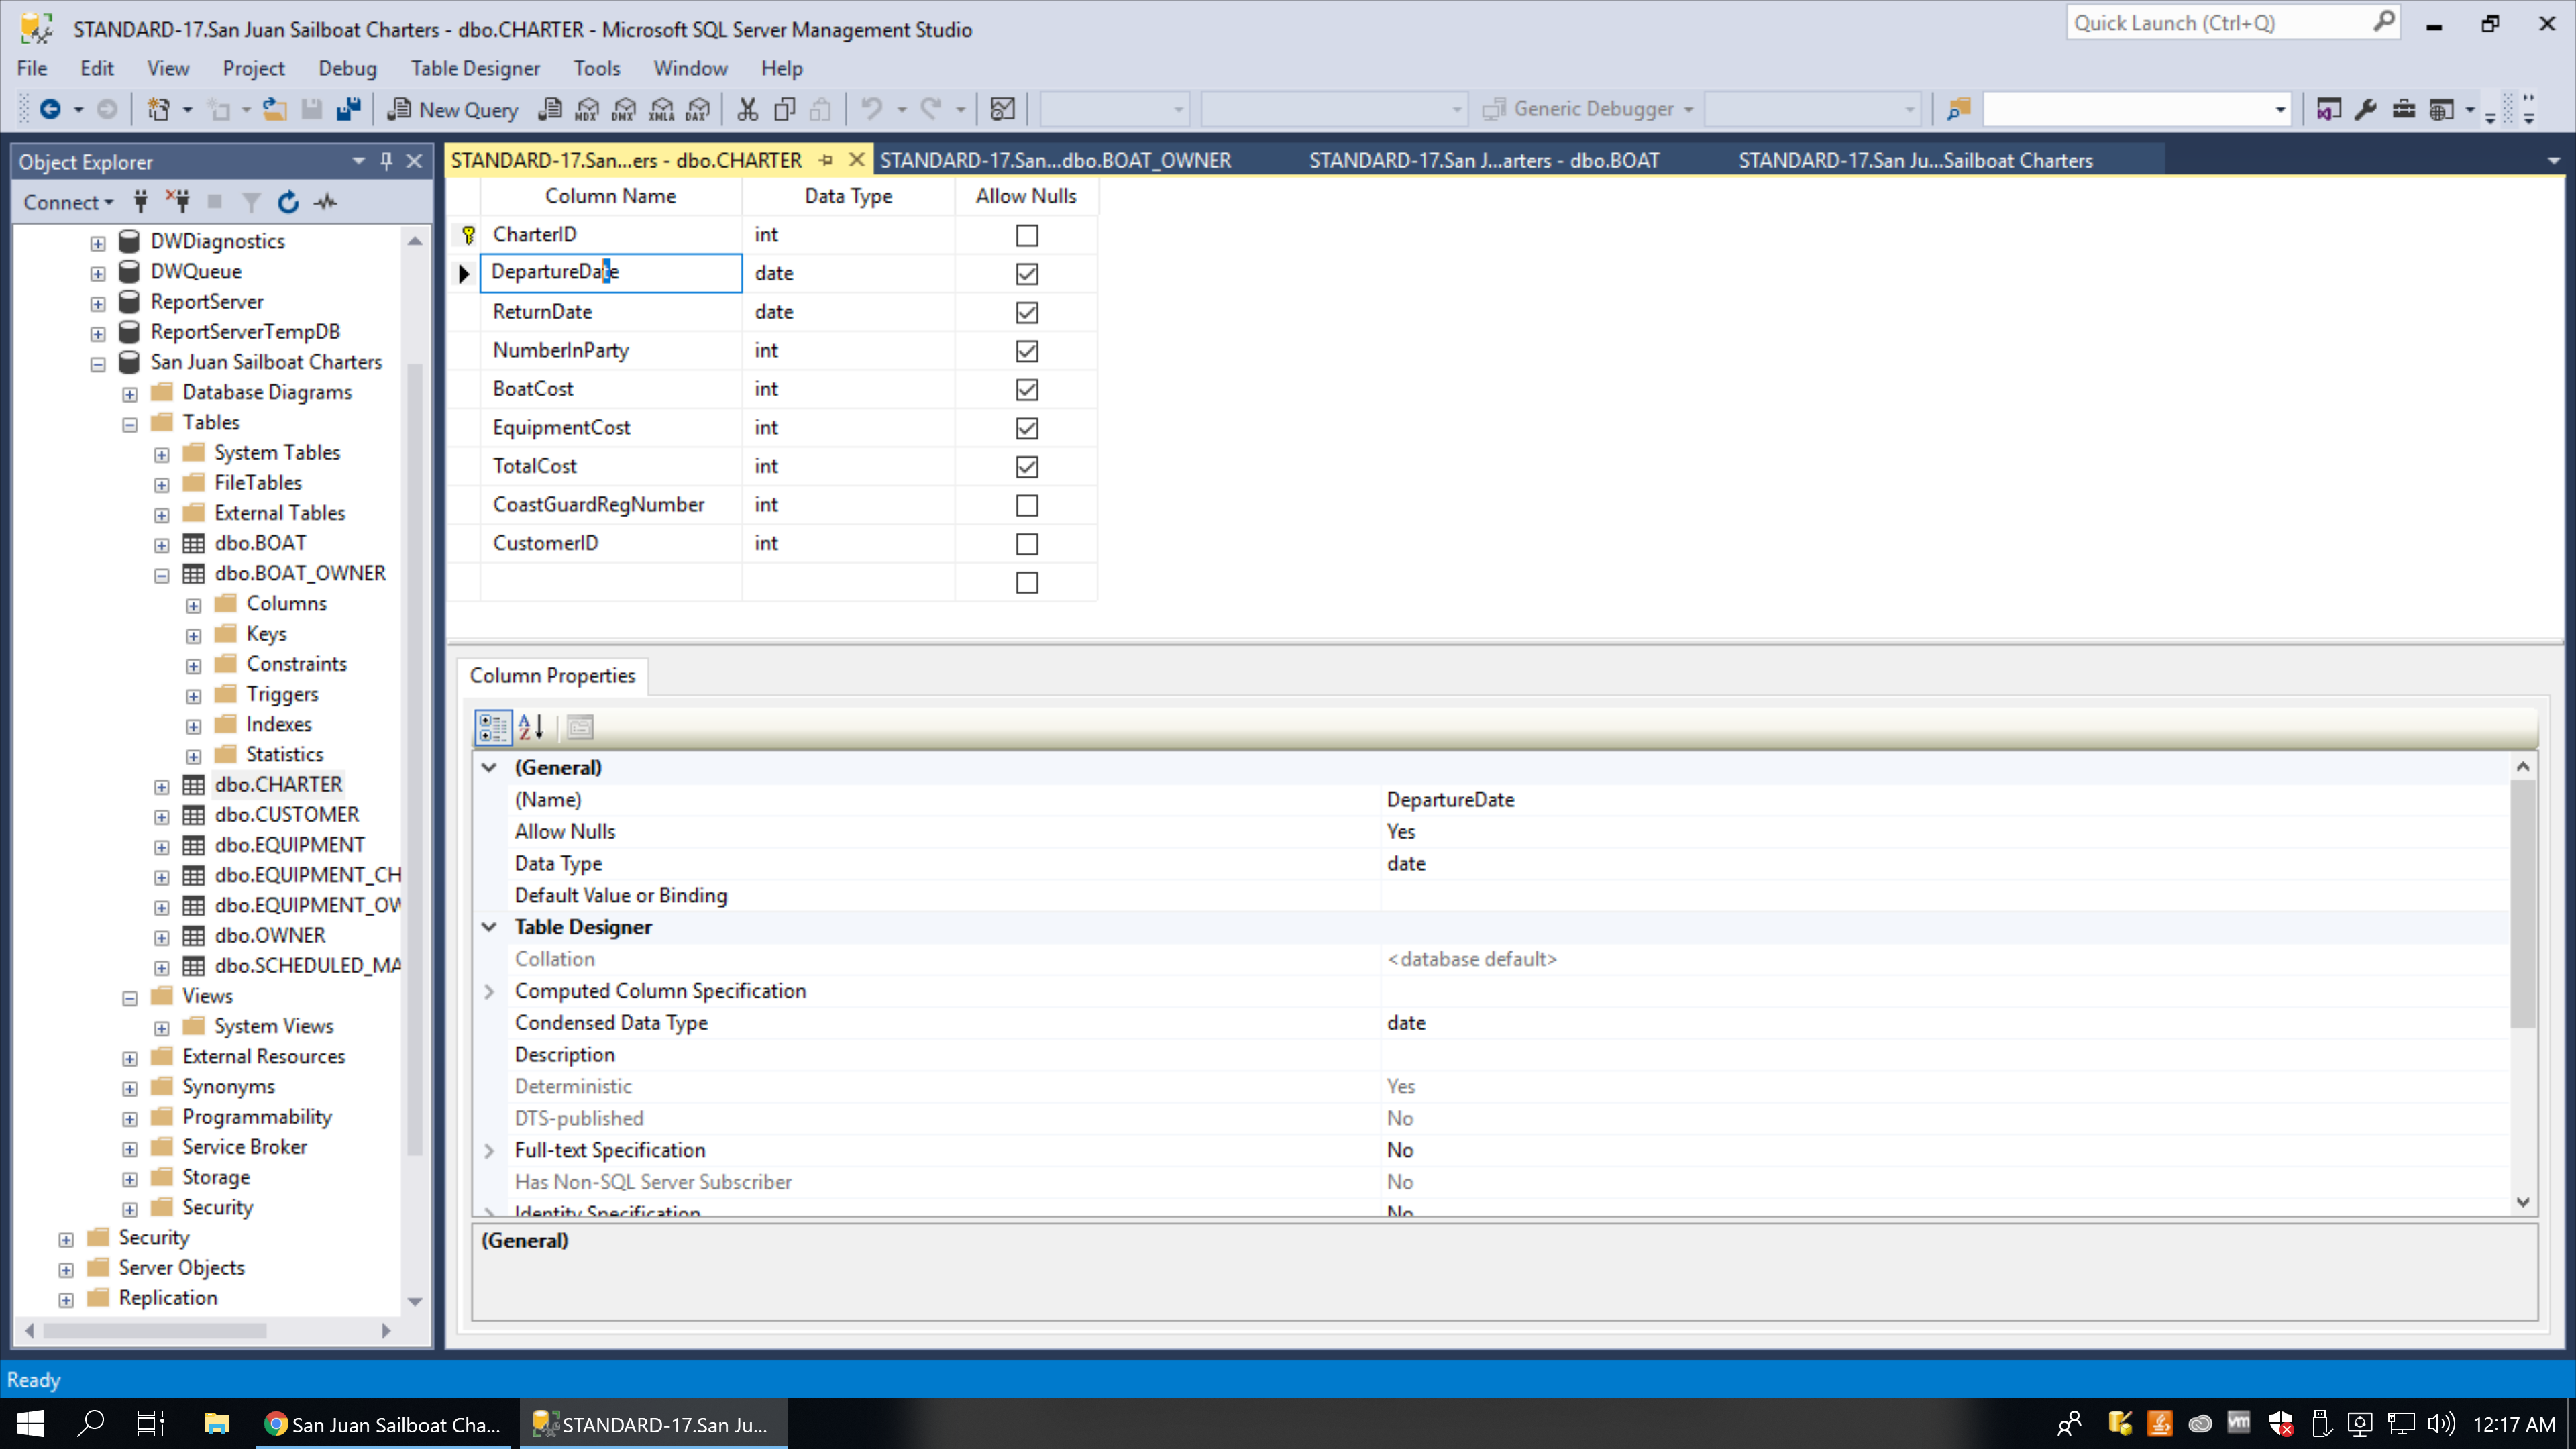 STANDARD-17.San Juan Sailboat Charters - dbo.CHARTER - Microsoft SQL Server Management Studio
Quick Launch (Ctrl+Q)
File Edit View Project Debug Table Designer Tools Window Help
New Query MDX DMX XMLA DAX Generic Debugger
Object Explorer
Connect
DWDiagnostics
DWQueue
ReportServer
ReportServerTempDB
San Juan Sailboat Charters
Database Diagrams
Tables
System Tables
FileTables
External Tables
dbo.BOAT
dbo.BOAT_OWNER
Columns
Keys
Constraints
Triggers
Indexes
Statistics
dbo.CHARTER
dbo.CUSTOMER
dbo.EQUIPMENT
dbo.EQUIPMENT_CH
dbo.EQUIPMENT_OW
dbo.OWNER
dbo.SCHEDULED_MA
Views
System Views
External Resources
Synonyms
Programmability
Service Broker
Storage
Security
Security
Server Objects
Replication
STANDARD-17.San...ers - dbo.CHARTER STANDARD-17.San...dbo.BOAT_OWNER STANDARD-17.San J...arters - dbo.BOAT STANDARD-17.San Ju...Sailboat Charters
Column Name Data Type Allow Nulls
CharterID int
DepartureDate date
ReturnDate date
NumberInParty int
BoatCost int
EquipmentCost int
TotalCost int
CoastGuardRegNumber int
CustomerID int
Column Properties
(General)
(Name) DepartureDate
Allow Nulls Yes
Data Type date
Default Value or Binding
Table Designer
Collation <database default>
Computed Column Specification
Condensed Data Type date
Description
Deterministic Yes
DTS-published No
Full-text Specification No
Has Non-SQL Server Subscriber No
Identity Specification No
(General)
Ready
San Juan Sailboat Cha... STANDARD-17.San Ju... vm 12:17 AM